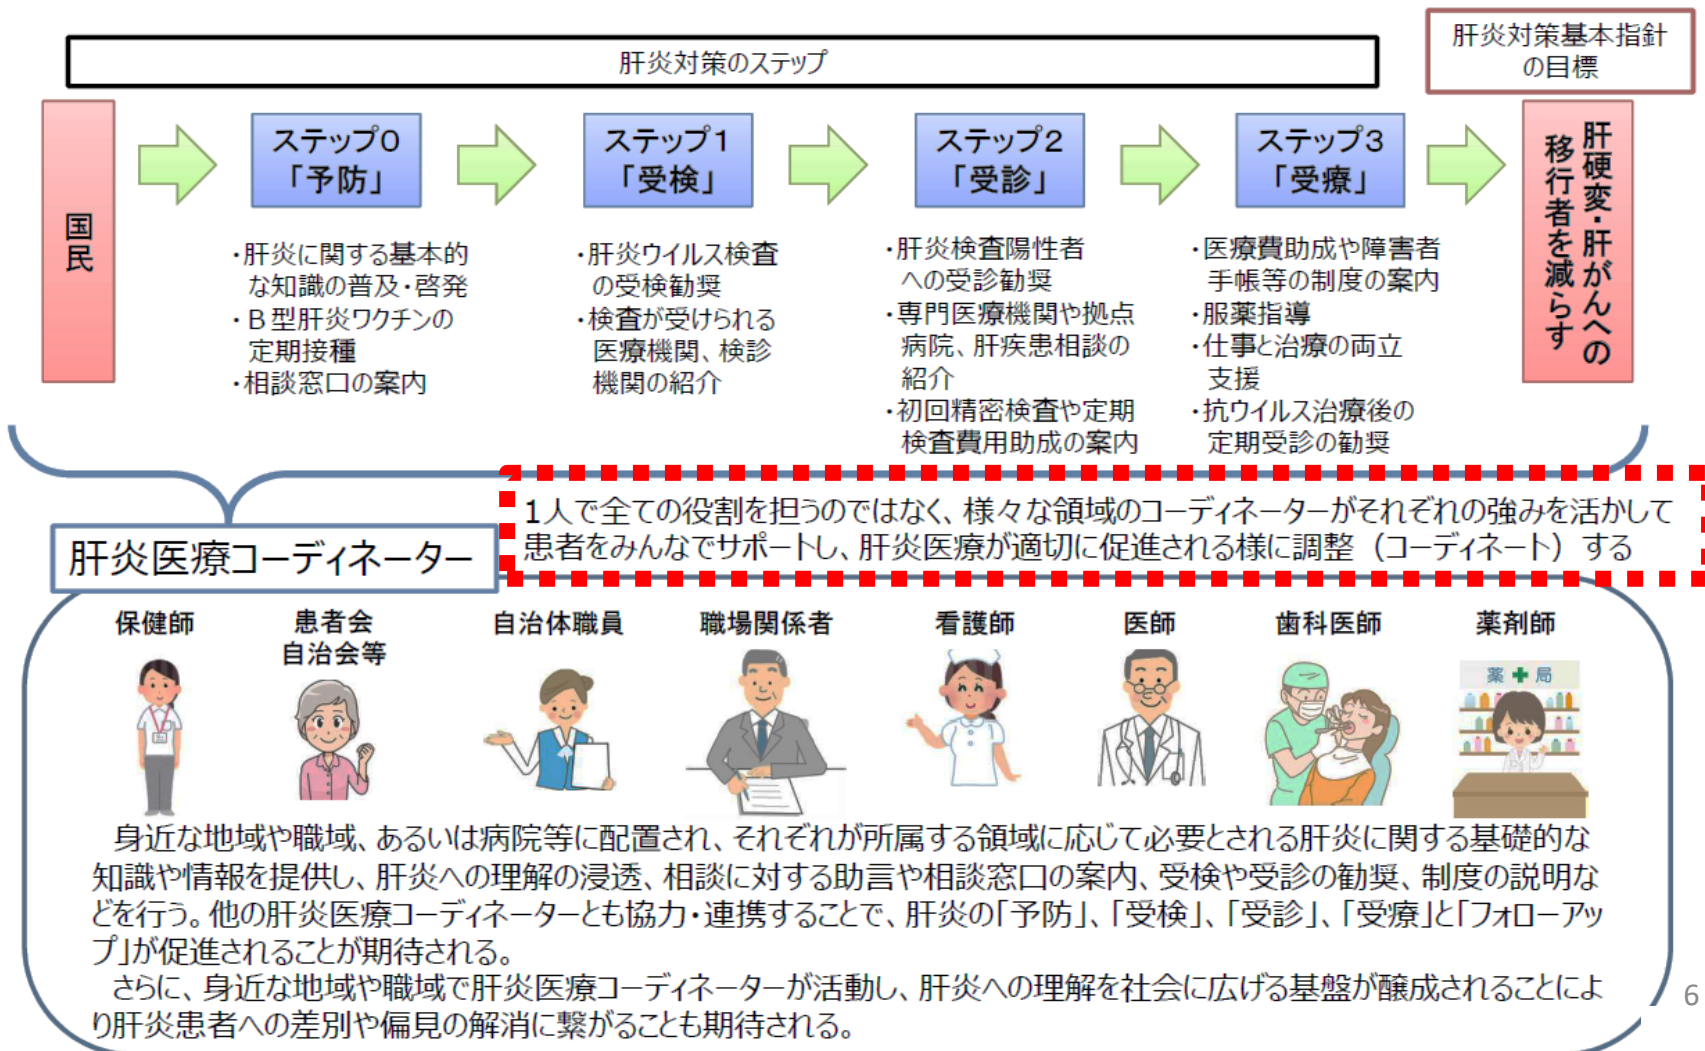 肝炎対策のステップ
肝炎対策基本指針
の目標
国民
ステップ0
「予防」
・肝炎に関する基本的
な知識の普及・啓発
・B型肝炎ワクチンの
定期接種
・相談窓口の案内
ステップ1
「受検」
・肝炎ウイルス検査
の受検勧奨
・検査が受けられる
医療機関、検診
機関の紹介
ステップ2
「受診」
・肝炎検査陽性者
への受診勧奨
・専門医療機関や拠点
病院、肝疾患相談の
紹介
・初回精密検査や定期
検査費用助成の案内
ステップ3
「受療」
・医療費助成や障害者
手帳等の制度の案内
・服薬指導
・仕事と治療の両立
支援
・抗ウイルス治療後の
定期受診の勧奨
肝硬変・肝がんへの
移行者を減らす
肝炎医療コーディネーター
1人で全ての役割を担うのではなく、様々な領域のコーディネーターがそれぞれの強みを活かして
患者をみんなでサポートし、肝炎医療が適切に促進される様に調整（コーディネート）する
保健師
患者会
自治会等
自治体職員
職場関係者
看護師
医師
歯科医師
薬剤師
薬 局
身近な地域や職域、あるいは病院等に配置され、それぞれが所属する領域に応じて必要とされる肝炎に関する基礎的な
知識や情報を提供し、肝炎への理解の浸透、相談に対する助言や相談窓口の案内、受検や受診の勧奨、制度の説明な
どを行う。他の肝炎医療コーディネーターとも協力・連携することで、肝炎の「予防」、「受検」、「受診」、「受療」と「フォローアッ
プ」が促進されることが期待される。
さらに、身近な地域や職域で肝炎医療コーディネーターが活動し、肝炎への理解を社会に広げる基盤が醸成されることによ
り肝炎患者への差別や偏見の解消に繋がることも期待される。
6